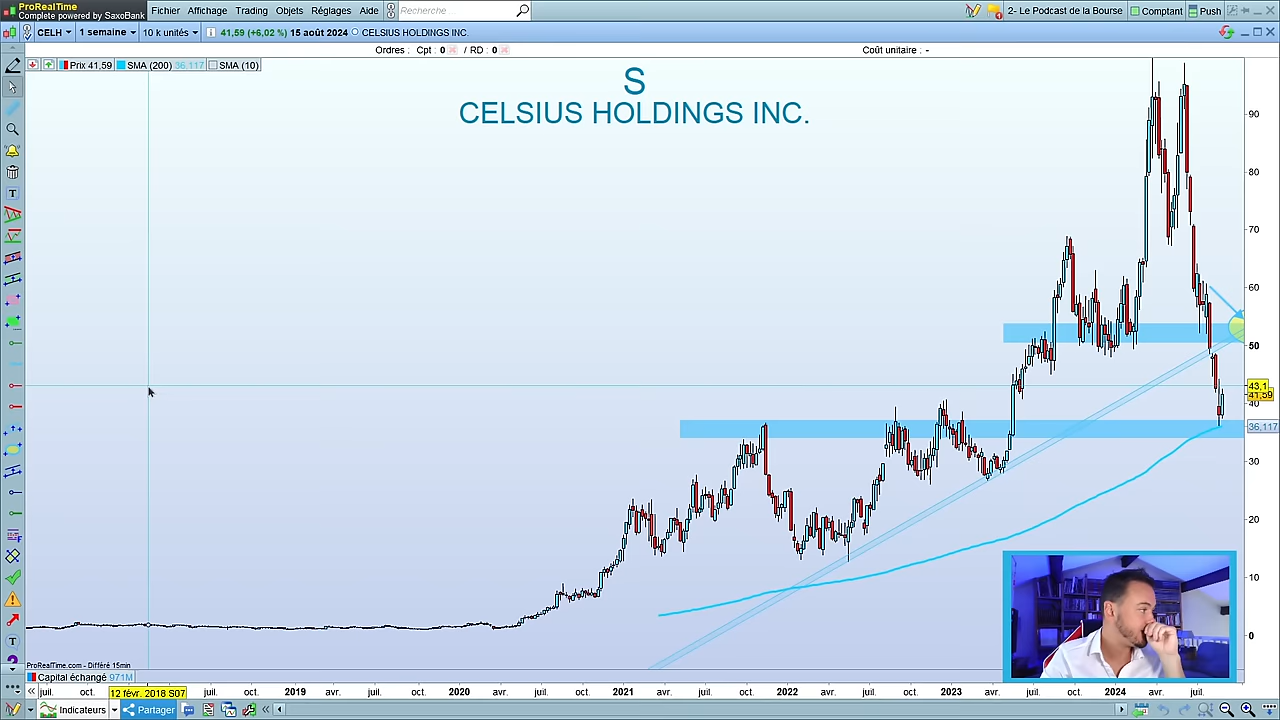 ProRealTime
Complete powered by SaxoBank
Fichier Affichage Trading Objets Réglages Aide Recherche 2- Le Podcast de la Bourse Comptant Push
CELH 1 semaine 10 k unités 41,59 (+6,02 %) 15 août 2024 CELSIUS HOLDINGS INC.
Ordres : Cpt : 0 / RD : 0 Coût unitaire : -
Prix 41,59 SMA (200) 36.117 SMA (10)
S
CELSIUS HOLDINGS INC.
90
80
70
60
50
43,1
41,59
40
36,117
30
20
10
0
ProRealTime.com - Différé 15min
Capital échangé 971M
juil. oct. 12 févr. 2018 S07 juil. oct. 2019 avr. juil. oct. 2020 juil. oct. 2021 avr. juil. oct. 2022 avr. juil. oct. 2023 avr. juil. oct. 2024 avr. juil.
Indicateurs Partager